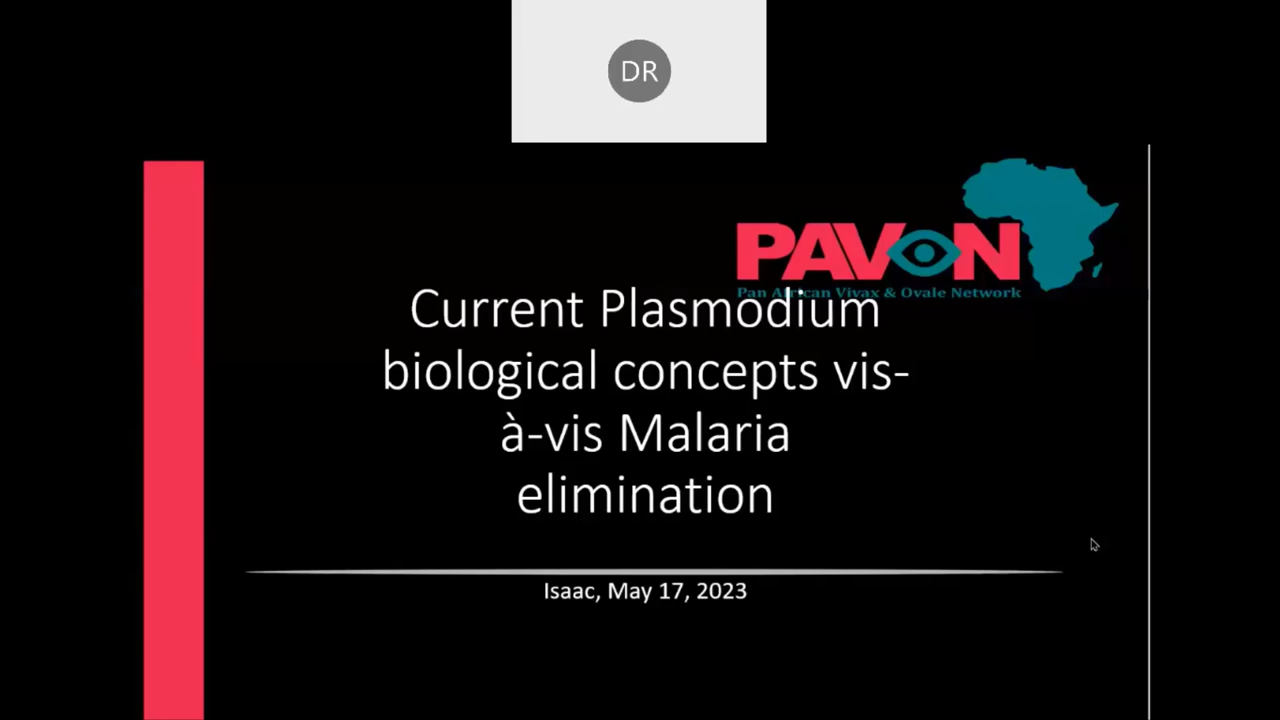 DR
PAVON
Pan African Vivax & Ovale Network
Current Plasmodium
biological concepts vis-
à-vis Malaria
elimination
Isaac, May 17, 2023